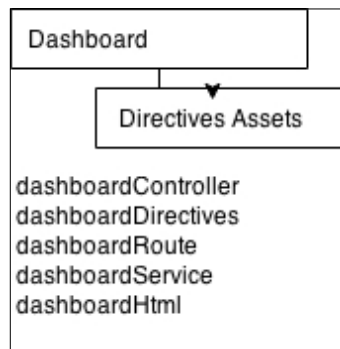 Dashboard
Directives Assets
dashboardController
dashboardDirectives
dashboardRoute
dashboardService
dashboardHtml